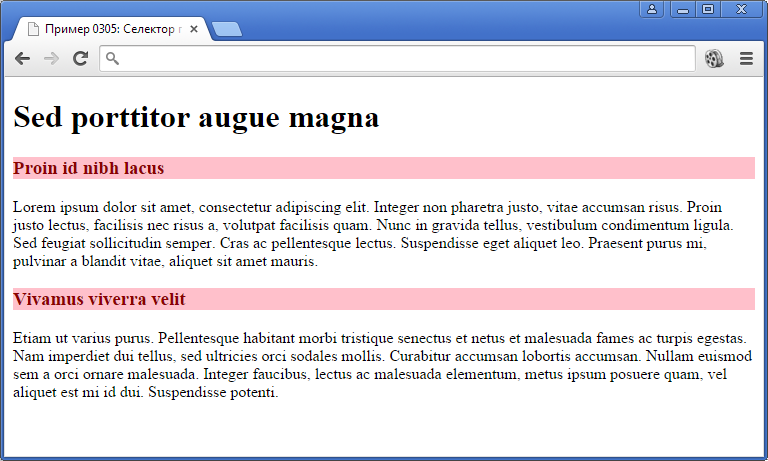 Пример 0305: Селектор
Sed porttitor augue magna
Proin id nibh lacus
Lorem ipsum dolor sit amet, consectetur adipiscing elit. Integer non pharetra justo, vitae accumsan risus. Proin
justo lectus, facilisis nec risus a, volutpat facilisis quam. Nunc in gravida tellus, vestibulum condimentum ligula.
Sed feugiat sollicitudin semper. Cras ac pellentesque lectus. Suspendisse eget aliquet leo. Praesent purus mi,
pulvinar a blandit vitae, aliquet sit amet mauris.
Vivamus viverra velit
Etiam ut varius purus. Pellentesque habitant morbi tristique senectus et netus et malesuada fames ac turpis egestas.
Nam imperdiet dui tellus, sed ultricies orci sodales mollis. Curabitur accumsan lobortis accumsan. Nullam euismod
sem a orci ornare malesuada. Integer faucibus, lectus ac malesuada elementum, metus ipsum posuere quam, vel
aliquet est mi id dui. Suspendisse potenti.